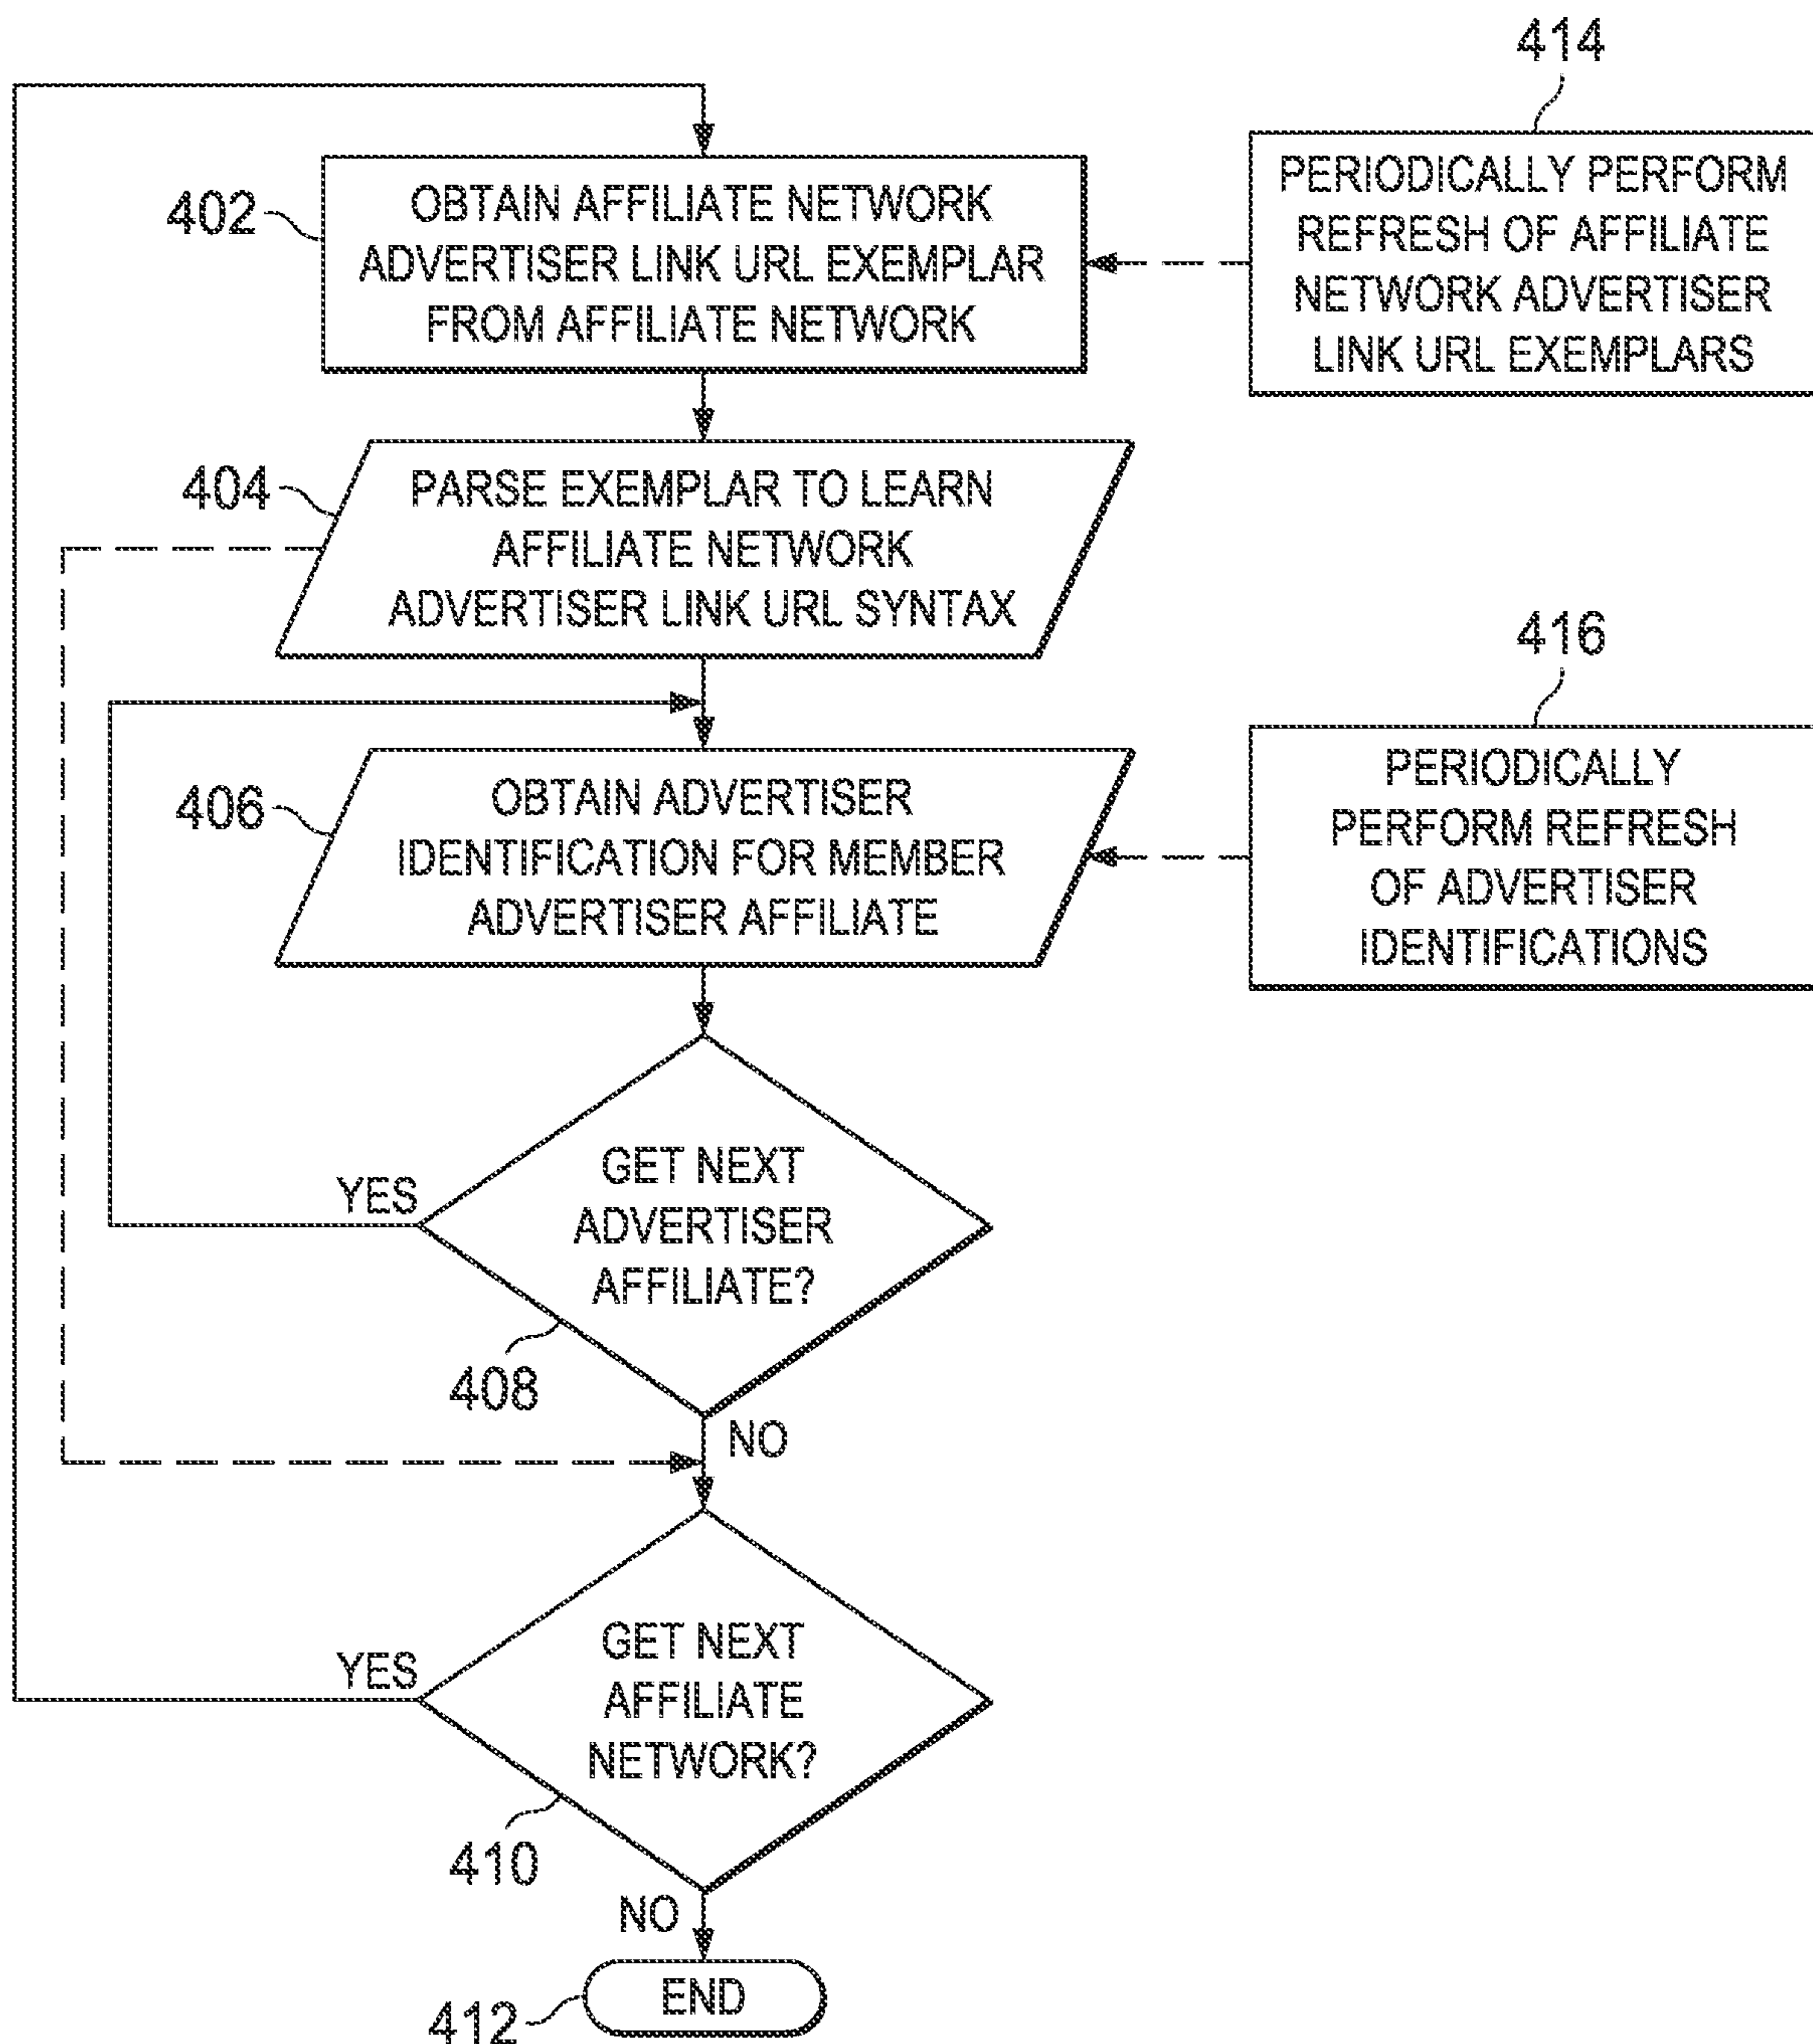 414
402
OBTAIN AFFILIATE NETWORK
ADVERTISER LINK URL EXEMPLAR
FROM AFFILIATE NETWORK
PERIODICALLY PERFORM
REFRESH OF AFFILIATE
NETWORK ADVERTISER
LINK URL EXEMPLARS
404
PARSE EXEMPLAR TO LEARN
AFFILIATE NETWORK
ADVERTISER LINK URL SYNTAX
416
406
OBTAIN ADVERTISER
IDENTIFICATION FOR MEMBER
ADVERTISER AFFILIATE
PERIODICALLY
PERFORM REFRESH
OF ADVERTISER
IDENTIFICATIONS
YES
GET NEXT
ADVERTISER
AFFILIATE?
408
NO
YES
GET NEXT
AFFILIATE
NETWORK?
410
NO
END
412